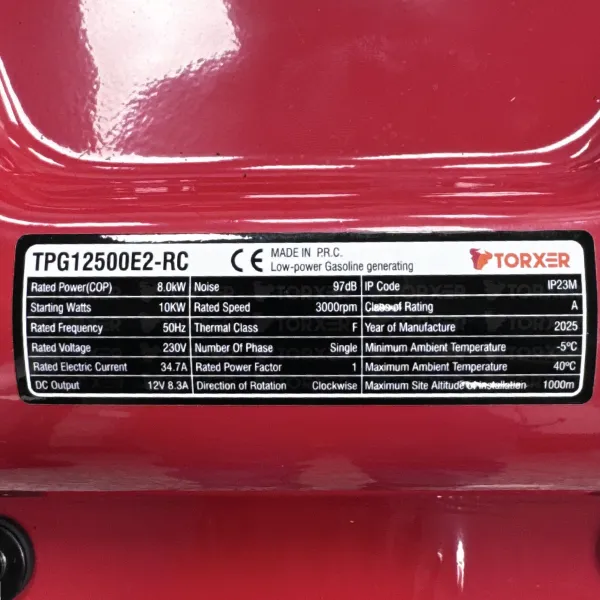 TPG12500E2-RC CE MADE IN P.R.C. TORXER
Low-power Gasoline generating
Rated Power(COP) 8.0kW Noise 97dB IP Code IP23M
Starting Watts 10KW Rated Speed 3000rpm Class of Rating A
Rated Frequency 50Hz Thermal Class F Year of Manufacture 2025
Rated Voltage 230V Number Of Phase Single Minimum Ambient Temperature -5ºC
Rated Electric Current 34.7A Rated Power Factor 1 Maximum Ambient Temperature 40ºC
DC Output 12V 8.3A Direction of Rotation Clockwise Maximum Site Altitude of installation 1000m